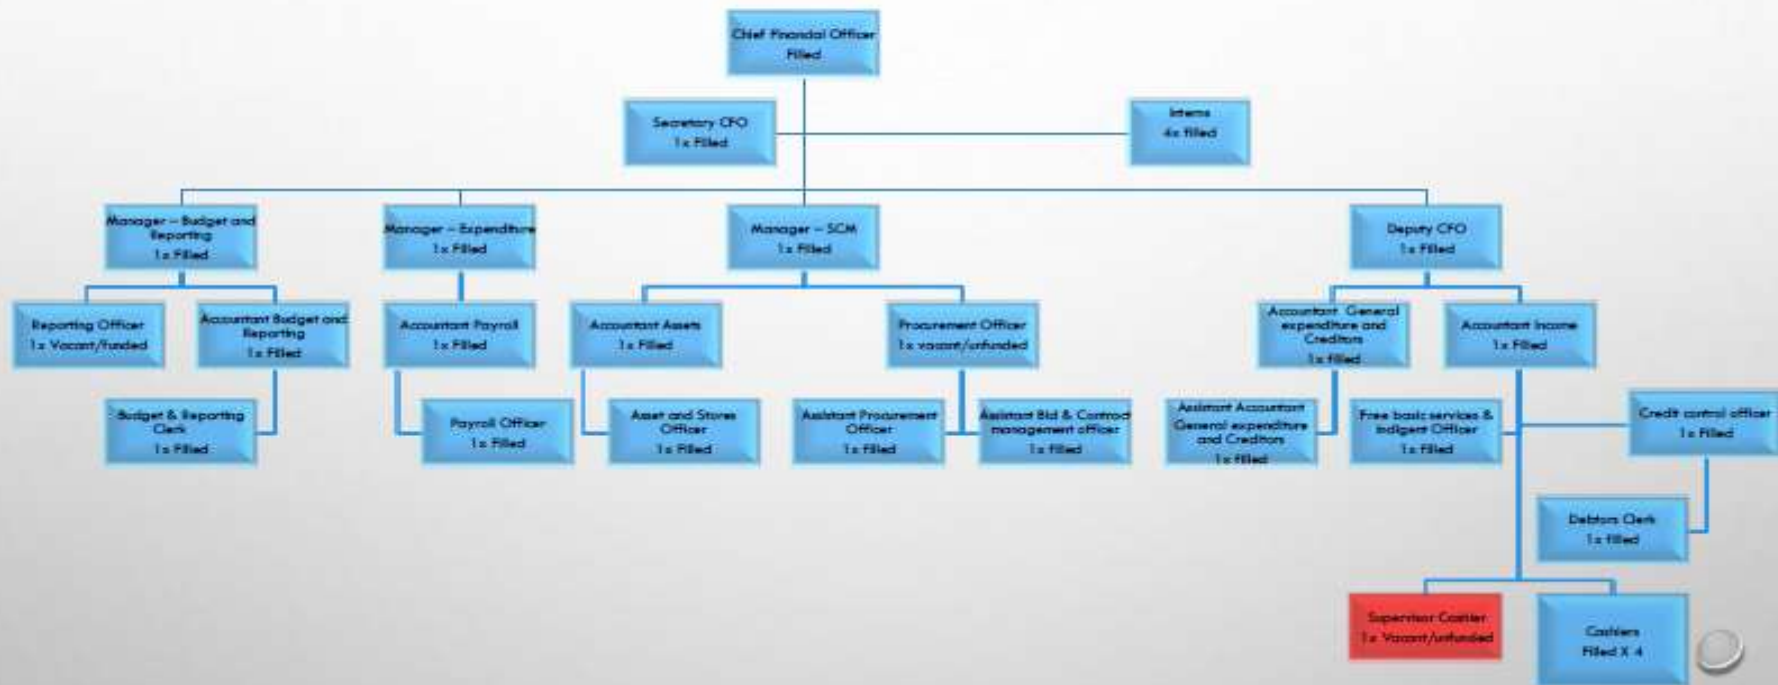 Chief Financial Officer
Filled
Secretary CFO
1x Filled
Interns
4x filled
Manager – Budget and
Reporting
1x Filled
Manager – Expenditure
1x Filled
Manager – SCM
1x Filled
Deputy CFO
1x Filled
Reporting Officer
1x Vacant/funded
Accountant Budget and
Reporting
1x Filled
Accountant Payroll
1x Filled
Accountant Assets
1x Filled
Procurement Officer
1x vacant/unfunded
Accountant General
expenditure and
Creditors
1x filled
Accountant Income
1x Filled
Budget & Reporting
Clerk
1x Filled
Payroll Officer
1x Filled
Asset and Stores
Officer
1x Filled
Assistant Procurement
Officer
1x Filled
Assistant Bid & Contract
management officer
1x Filled
Assistant Accountant
General expenditure
and Creditors
1x filled
Free basic services &
Indigent Officer
1x Filled
Credit control officer
1x Filled
Debtors Clerk
1x filled
Supervisor Cashier
1x Vacant/unfunded
Cashiers
Filled X 4